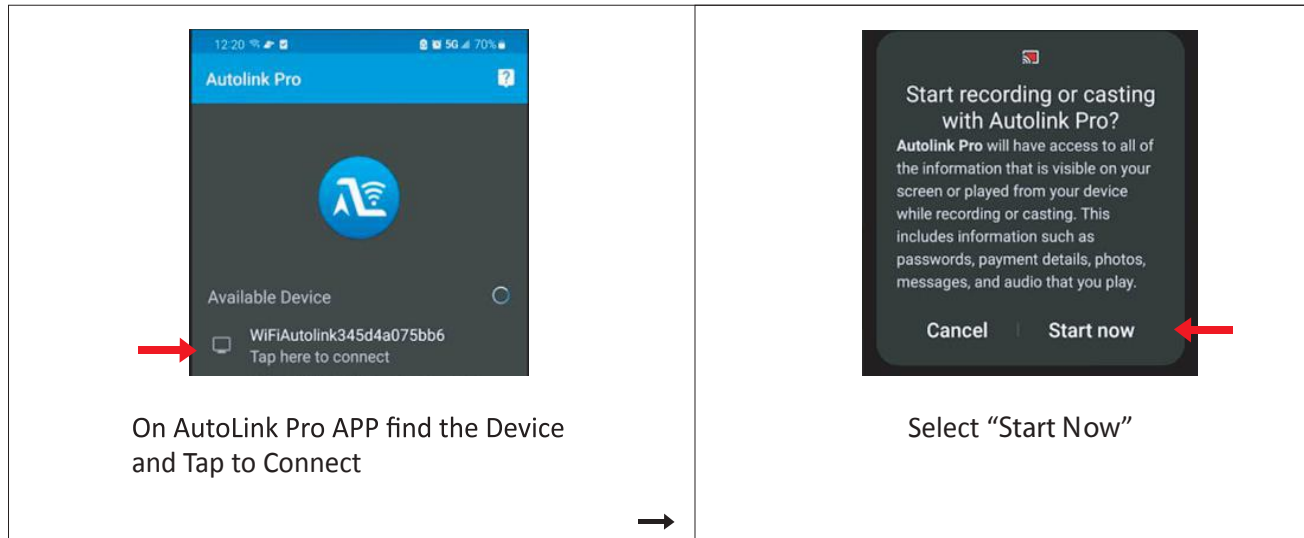 12:20
5G 70%
Autolink Pro
?
Available Device
WiFiAutolink345d4a075bb6
Tap here to connect
On AutoLink Pro APP find the Device
and Tap to Connect
Start recording or casting
with Autolink Pro?
Autolink Pro will have access to all of
the information that is visible on your
screen or played from your device
while recording or casting. This
includes information such as
passwords, payment details, photos,
messages, and audio that you play.
Cancel | Start now
Select “Start Now”